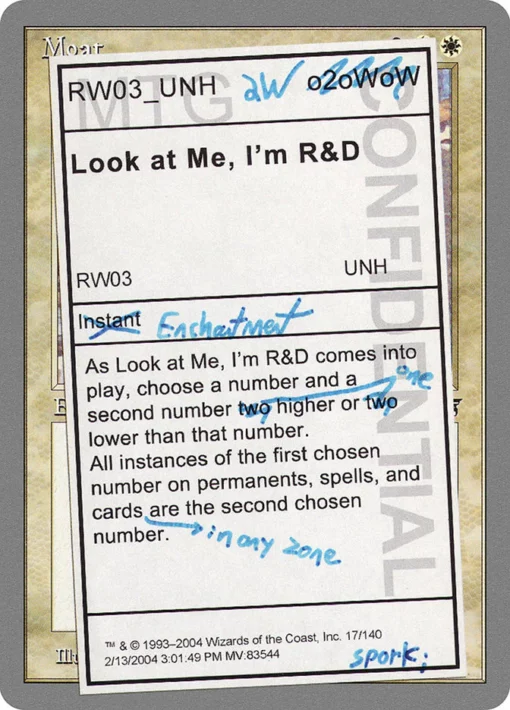 Moat
RW03_UNH 2W o2oWoW
MTG CONFIDENTIAL
Look at Me, I'm R&D
RW03 UNH
Instant Enchantment
As Look at Me, I'm R&D comes into
play, choose a number and a one
second number two higher or two
lower than that number.
All instances of the first chosen
number on permanents, spells, and
cards are the second chosen
number. in any zone
™ & © 1993–2004 Wizards of the Coast, Inc. 17/140
2/13/2004 3:01:49 PM MV:83544
spork;